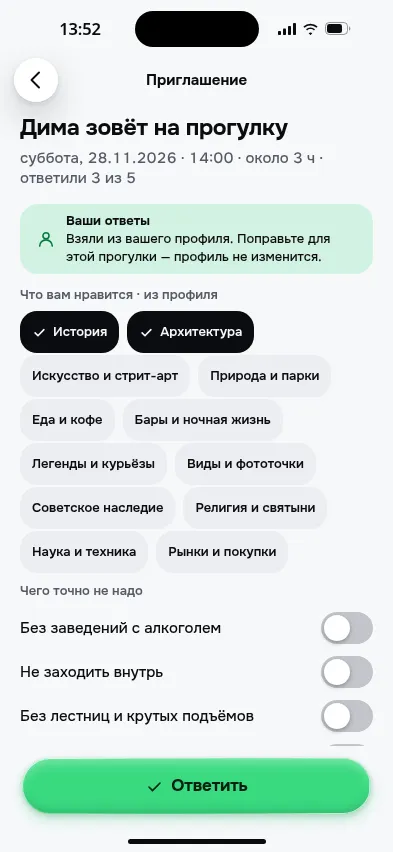 13:52
Приглашение
Дима зовёт на прогулку
суббота, 28.11.2026 · 14:00 · около 3 ч ·
ответили 3 из 5
Ваши ответы
Взяли из вашего профиля. Поправьте для
этой прогулки — профиль не изменится.
Что вам нравится · из профиля
История
Архитектура
Искусство и стрит-арт
Природа и парки
Еда и кофе
Бары и ночная жизнь
Легенды и курьёзы
Виды и фототочки
Советское наследие
Религия и святыни
Наука и техника
Рынки и покупки
Чего точно не надо
Без заведений с алкоголем
Не заходить внутрь
Без лестниц и крутых подъёмов
Ответить